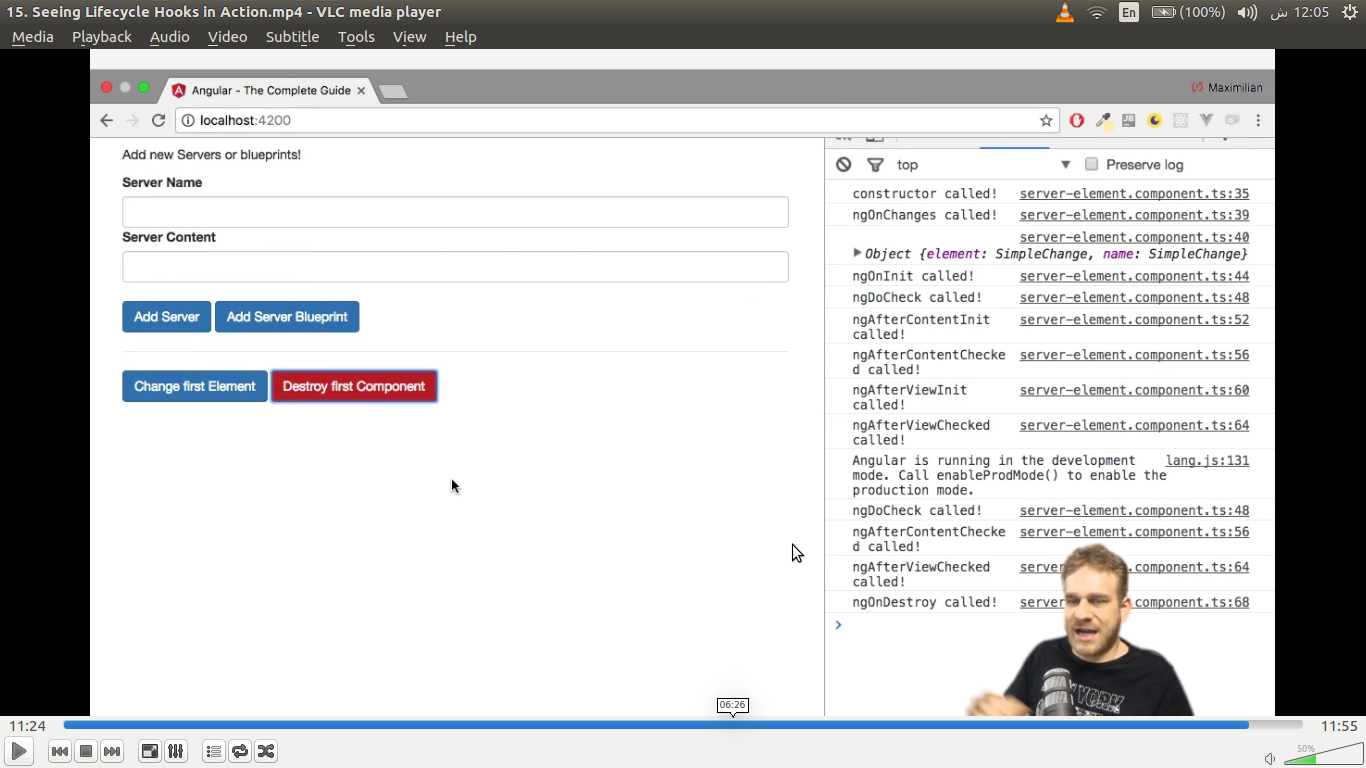 15. Seeing Lifecycle Hooks in Action.mp4 - VLC media player
En (100%) ش 12:05
Media Playback Audio Video Subtitle Tools View Help
Angular - The Complete Guide
Maximilian
localhost:4200
Add new Servers or blueprints!
Server Name
Server Content
Add Server Add Server Blueprint
Change first Element Destroy first Component
top Preserve log
constructor called! server-element.component.ts:35
ngOnChanges called! server-element.component.ts:39
server-element.component.ts:40
Object {element: SimpleChange, name: SimpleChange}
ngOnInit called! server-element.component.ts:44
ngDoCheck called! server-element.component.ts:48
ngAfterContentInit server-element.component.ts:52
called!
ngAfterContentChecke server-element.component.ts:56
d called!
ngAfterViewInit server-element.component.ts:60
called!
ngAfterViewChecked server-element.component.ts:64
called!
Angular is running in the development lang.js:131
mode. Call enableProdMode() to enable the
production mode.
ngDoCheck called! server-element.component.ts:48
ngAfterContentChecke server-element.component.ts:56
d called!
ngAfterViewChecked server component.ts:64
called!
ngOnDestroy called! server component.ts:68
YORK
06:26
11:24 11:55
50%